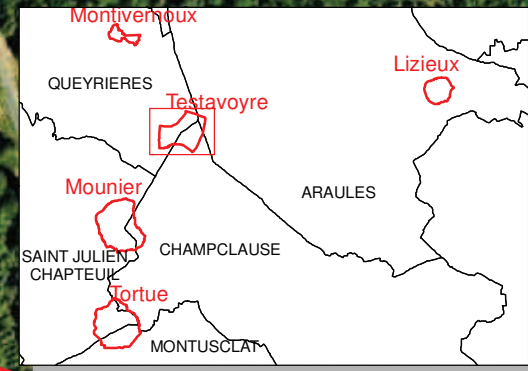 Montivernoux
Lizieux
QUEYRIERES
Testavoyre
Mounier
ARAULES
SAINT JULIEN
CHAPTEUIL
CHAMPCLAUSE
Tortue
MONTUSCLAT